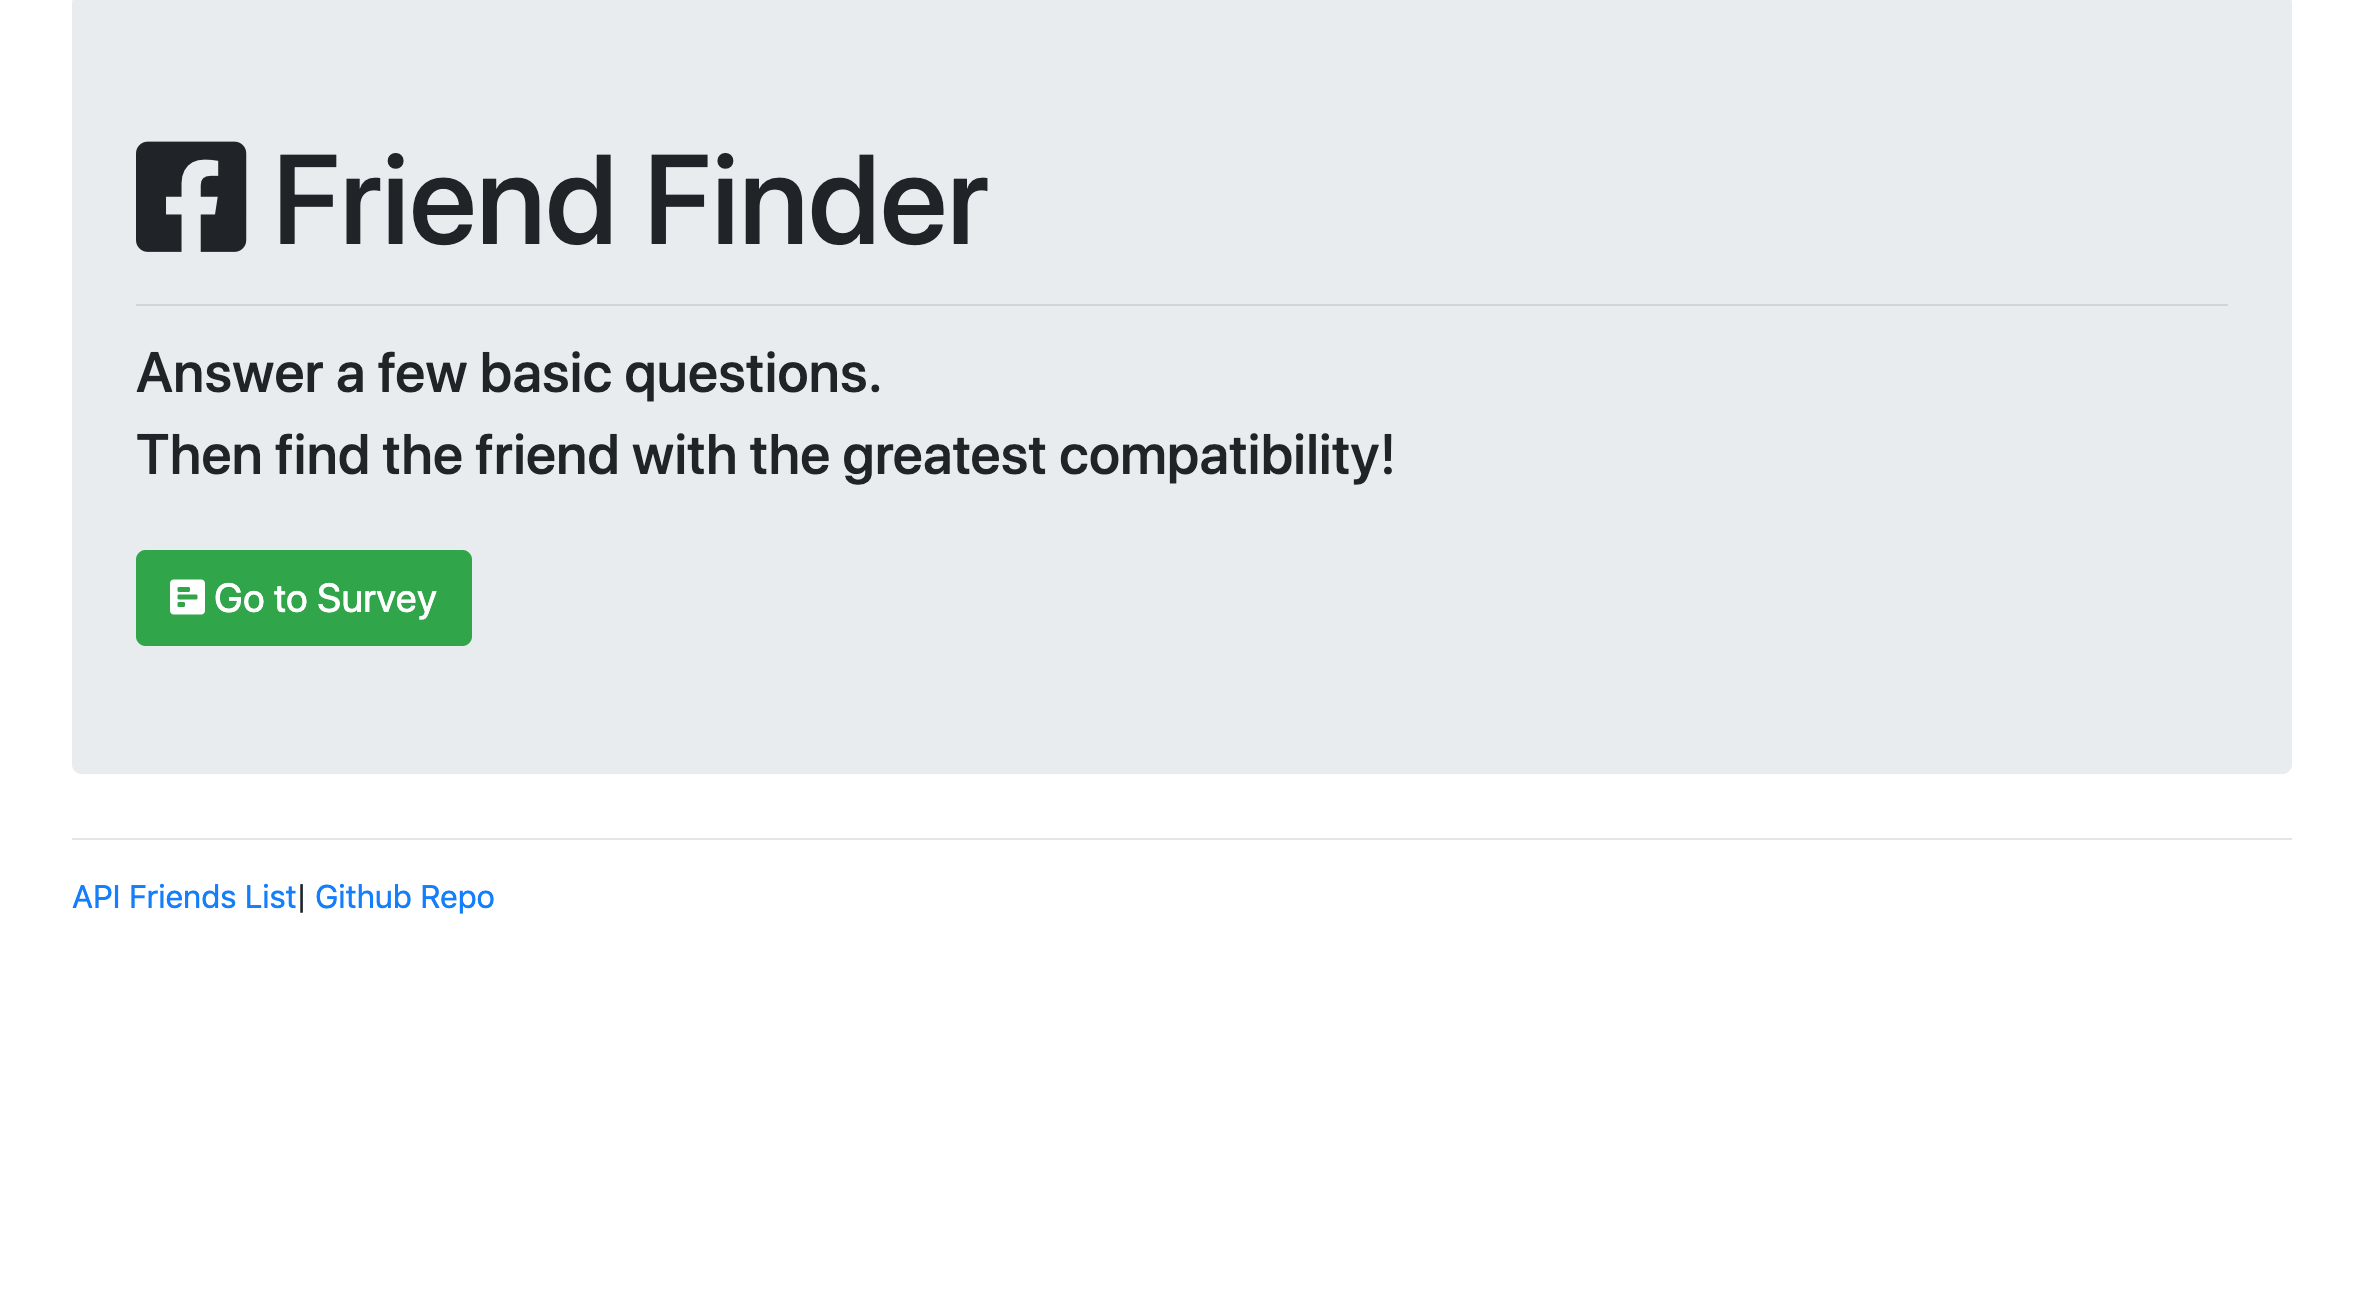 Friend Finder
Answer a few basic questions.
Then find the friend with the greatest compatibility!
Go to Survey
API Friends List| Github Repo